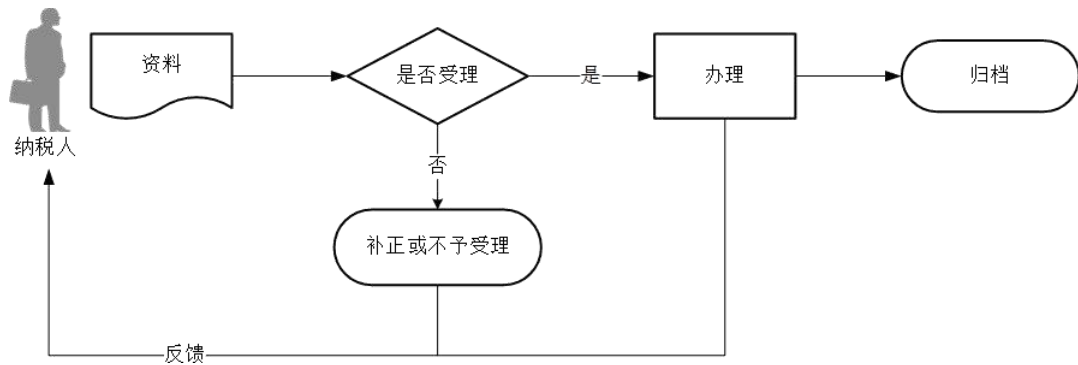 资料
是否受理
是
办理
归档
纳税人
否
补正或不予受理
反馈